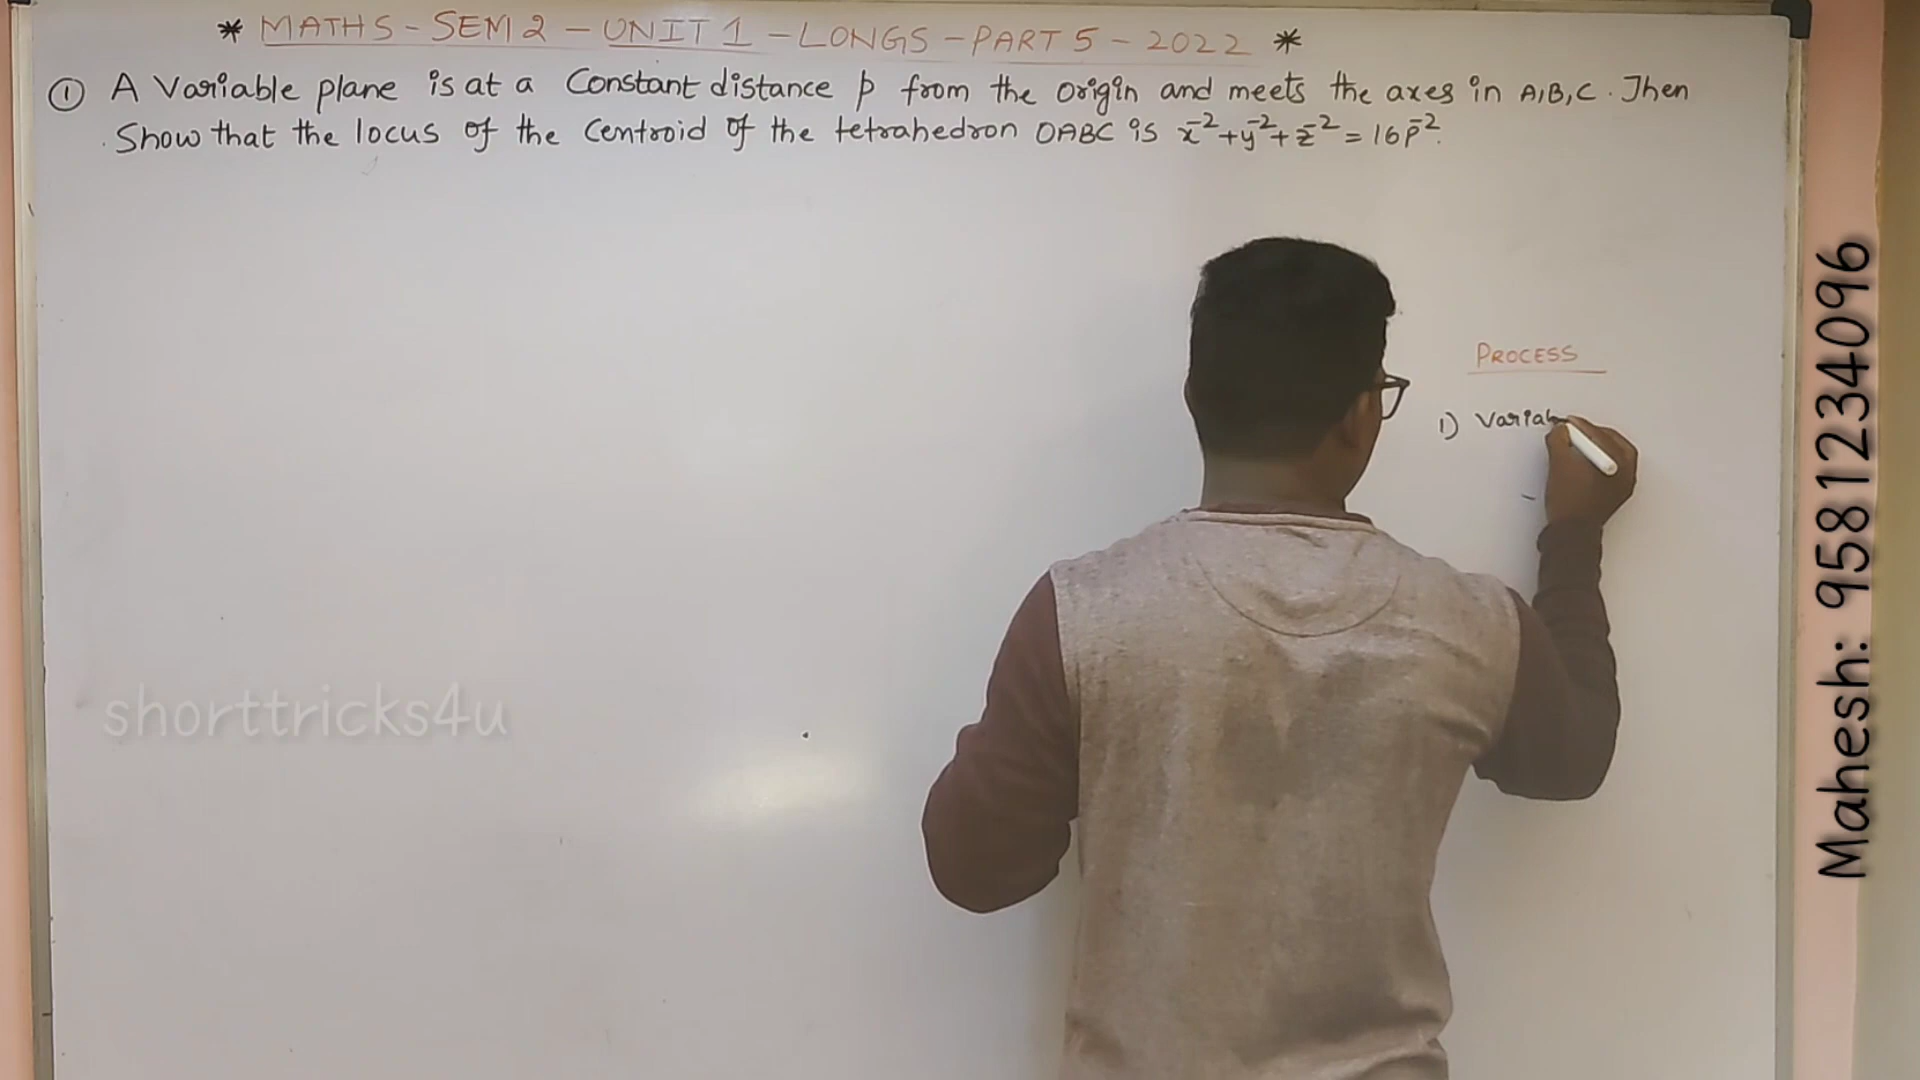 * MATHS - SEM 2 - UNIT 1 - LONGS - PART 5 - 2022 *
① A Variable plane is at a Constant distance p from the origin and meets the axes in A,B,C. Then
Show that the locus of the Centroid of the tetrahedron OABC is x⁻²+y⁻²+z⁻² = 16p⁻².
PROCESS
1) Variab
shorttricks4u
Mahesh: 9581234096